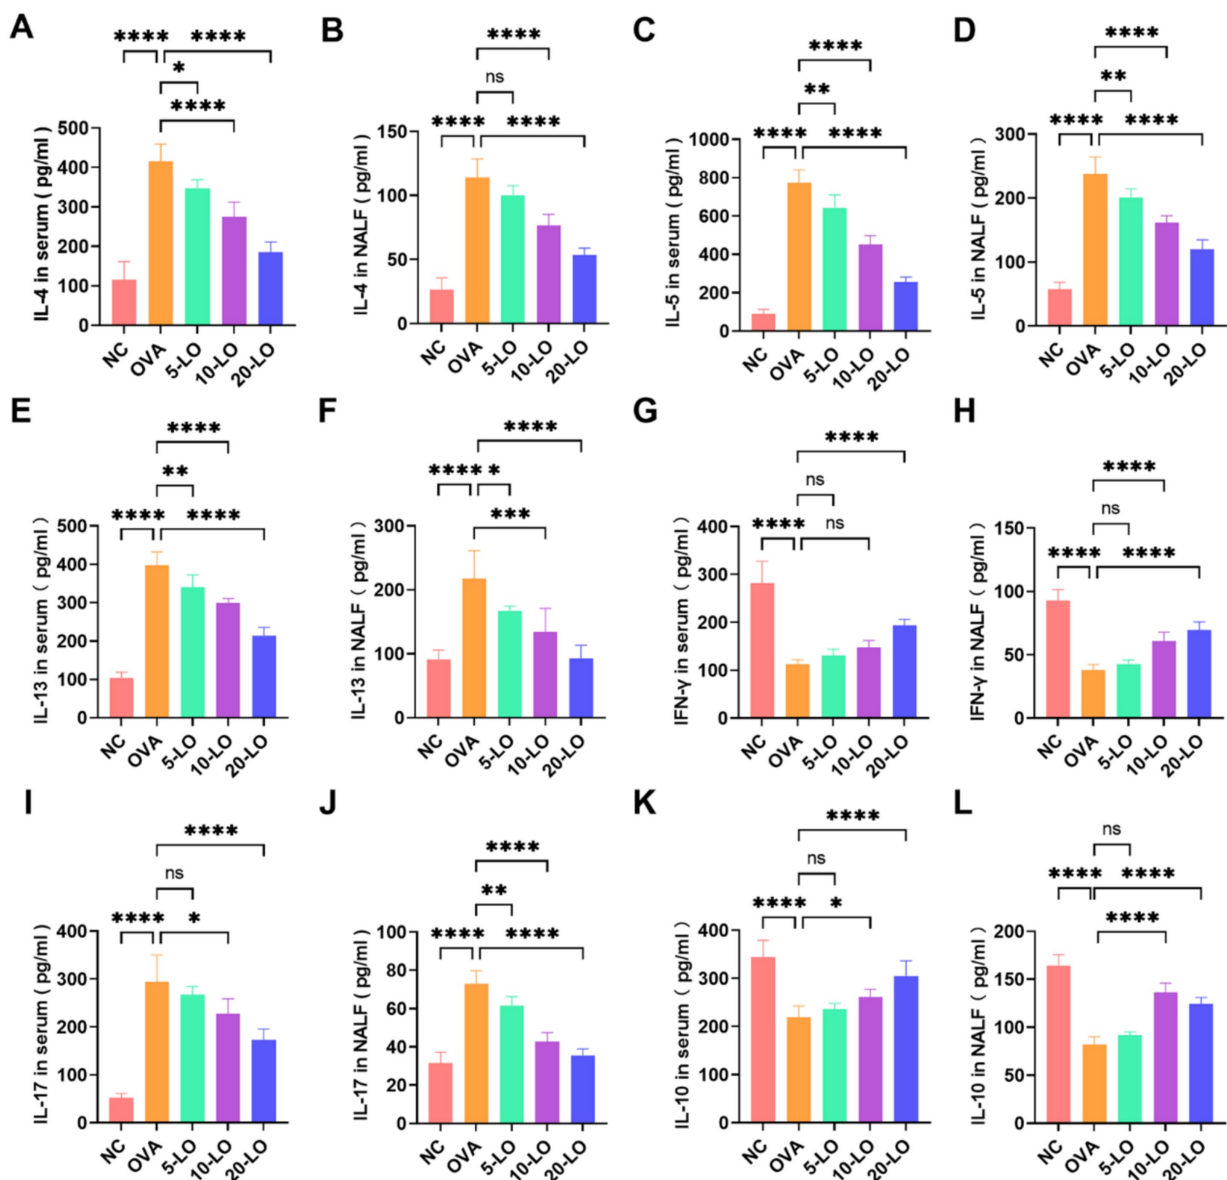 A
**** ****
*
****
IL-4 in serum ( pg/ml )
500
400
300
200
100
0
NC OVA 5-LO 10-LO 20-LO
B
****
ns
**** ****
IL-4 in NALF ( pg/ml )
150
100
50
0
NC OVA 5-LO 10-LO 20-LO
C
****
**
**** ****
IL-5 in serum ( pg/ml )
1000
800
600
400
200
0
NC OVA 5-LO 10-LO 20-LO
D
****
**
**** ****
IL-5 in NALF ( pg/ml )
300
200
100
0
NC OVA 5-LO 10-LO 20-LO
E
****
**
**** ****
IL-13 in serum ( pg/ml )
500
400
300
200
100
0
NC OVA 5-LO 10-LO 20-LO
F
****
**** *
***
IL-13 in NALF ( pg/ml )
300
200
100
0
NC OVA 5-LO 10-LO 20-LO
G
****
ns
**** ns
IFN-γ in serum ( pg/ml )
400
300
200
100
0
NC OVA 5-LO 10-LO 20-LO
H
****
ns
**** ****
IFN-γ in NALF ( pg/ml )
150
100
50
0
NC OVA 5-LO 10-LO 20-LO
I
****
ns
**** *
IL-17 in serum ( pg/ml )
400
300
200
100
0
NC OVA 5-LO 10-LO 20-LO
J
****
**
**** ****
IL-17 in NALF ( pg/ml )
100
80
60
40
20
0
NC OVA 5-LO 10-LO 20-LO
K
****
ns
**** *
IL-10 in serum ( pg/ml )
400
300
200
100
0
NC OVA 5-LO 10-LO 20-LO
L
ns
**** ****
****
IL-10 in NALF ( pg/ml )
200
150
100
50
0
NC OVA 5-LO 10-LO 20-LO